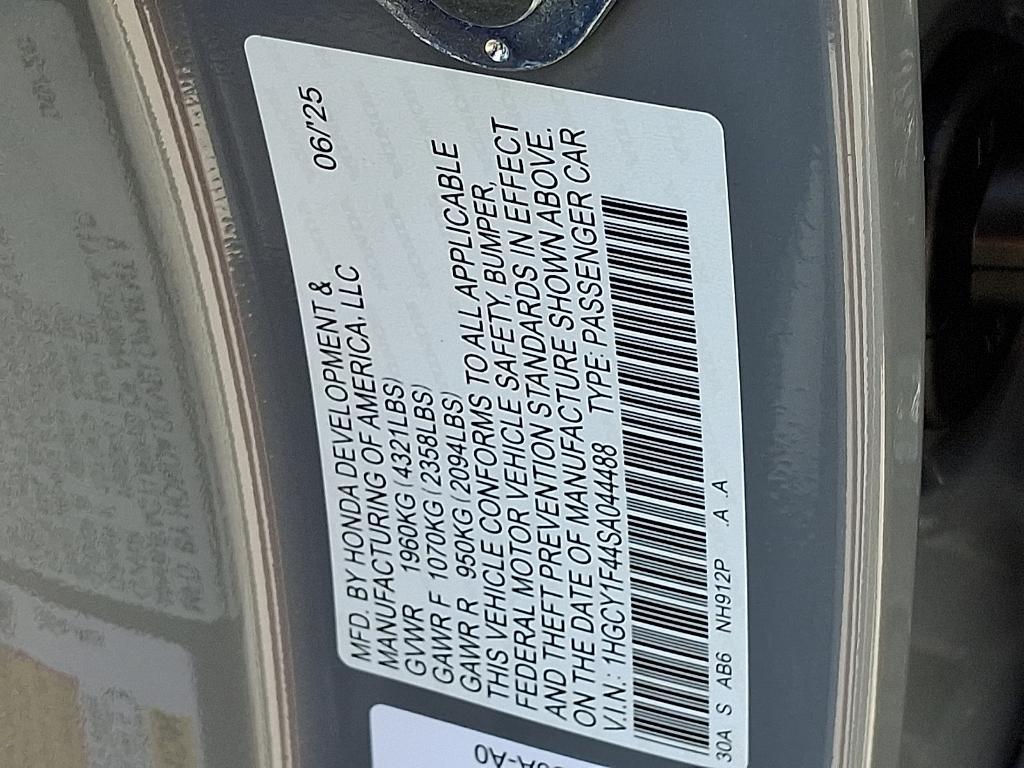 MFD. BY HONDA DEVELOPMENT & 06/'25
MANUFACTURING OF AMERICA. LLC
GVWR 1960KG (4321LBS)
GAWR F 1070KG (2358LBS)
GAWR R 950KG (2094LBS)
THIS VEHICLE CONFORMS TO ALL APPLICABLE
FEDERAL MOTOR VEHICLE SAFETY, BUMPER,
AND THEFT PREVENTION STANDARDS IN EFFECT
ON THE DATE OF MANUFACTURE SHOWN ABOVE.
V.I.N.: 1HGCY1F44SA044488 TYPE: PASSENGER CAR
30A S AB6 NH912P .A .A